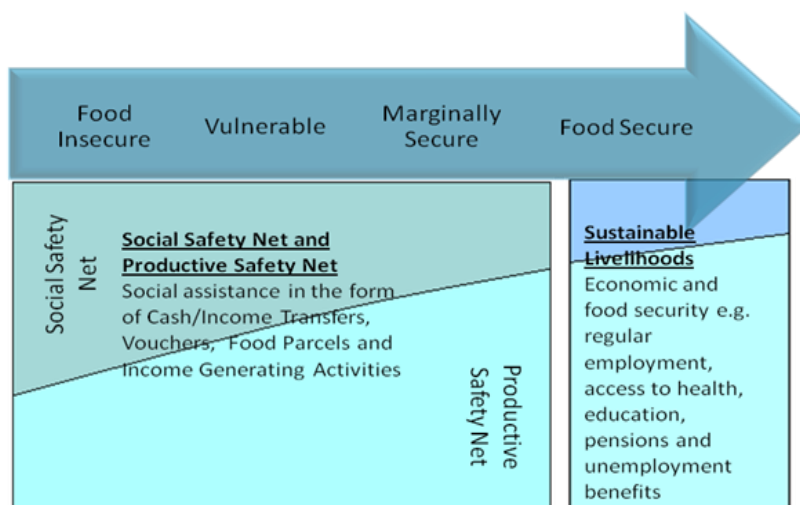 Food
Insecure
Vulnerable
Marginally
Secure
Food Secure
Social Safety
Net
Social Safety Net and
Productive Safety Net
Social assistance in the form
of Cash/Income Transfers,
Vouchers, Food Parcels and
Income Generating Activities
Productive
Safety Net
Sustainable
Livelihoods
Economic and
food security e.g.
regular
employment,
access to health,
education,
pensions and
unemployment
benefits